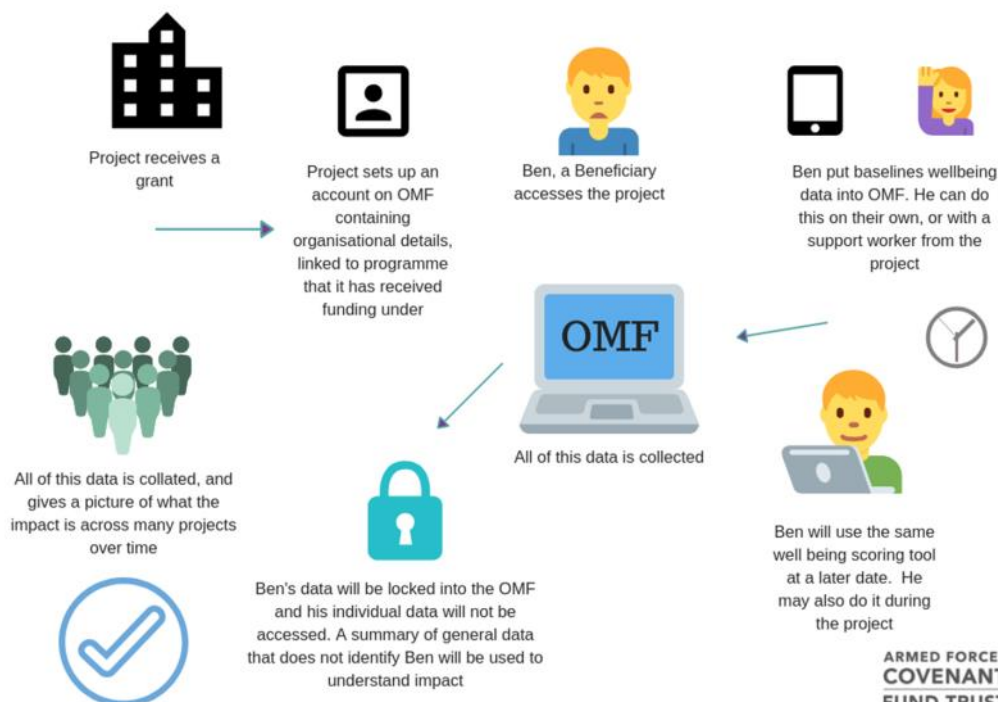 Project receives a
grant
Project sets up an
account on OMF
containing
organisational details,
linked to programme
that it has received
funding under
Ben, a Beneficiary
accesses the project
Ben put baselines wellbeing
data into OMF. He can do
this on their own, or with a
support worker from the
project
Ben will use the same
well being scoring tool
at a later date. He
may also do it during
the project
OMF
All of this data is collected
Ben's data will be locked into the OMF
and his individual data will not be
accessed. A summary of general data
that does not identify Ben will be used to
understand impact
All of this data is collated, and
gives a picture of what the
impact is across many projects
over time
ARMED FORCE
COVENANT
FUND TRUST